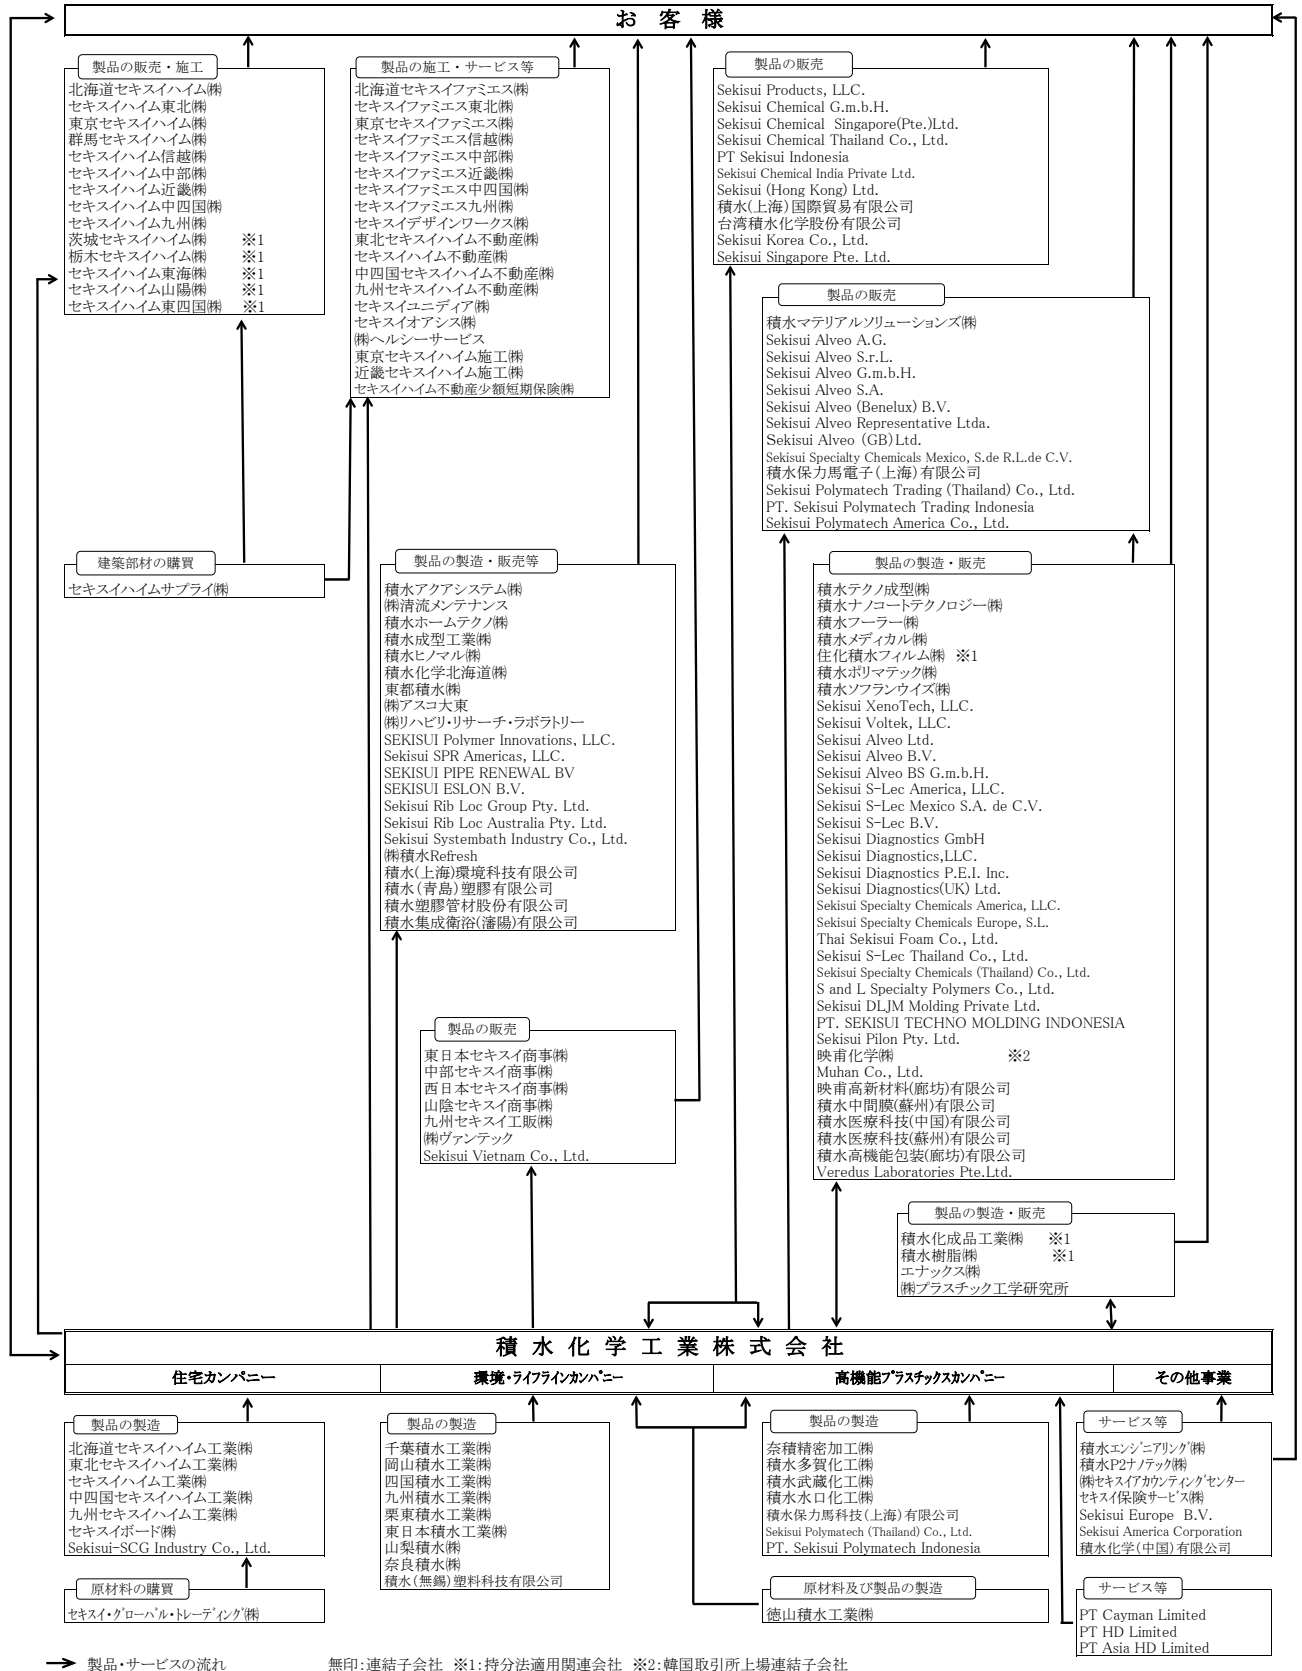 お客様
製品の販売・施工
北海道セキスイハイム㈱
セキスイハイム東北㈱
東京セキスイハイム㈱
群馬セキスイハイム㈱
セキスイハイム信越㈱
セキスイハイム中部㈱
セキスイハイム近畿㈱
セキスイハイム中四国㈱
セキスイハイム九州㈱
茨城セキスイハイム㈱ ※1
栃木セキスイハイム㈱ ※1
セキスイハイム東海㈱ ※1
セキスイハイム山陽㈱ ※1
セキスイハイム東四国㈱ ※1
製品の施工・サービス等
北海道セキスイファミエス㈱
セキスイファミエス東北㈱
東京セキスイファミエス㈱
セキスイファミエス信越㈱
セキスイファミエス中部㈱
セキスイファミエス近畿㈱
セキスイファミエス中四国㈱
セキスイファミエス九州㈱
セキスイデザインワークス㈱
東北セキスイハイム不動産㈱
セキスイハイム不動産㈱
中四国セキスイハイム不動産㈱
九州セキスイハイム不動産㈱
セキスイユニディア㈱
セキスイオアシス㈱
㈱ヘルシーサービス
東京セキスイハイム施工㈱
近畿セキスイハイム施工㈱
セキスイハイム不動産少額短期保険㈱
製品の販売
Sekisui Products, LLC.
Sekisui Chemical G.m.b.H.
Sekisui Chemical Singapore(Pte.)Ltd.
Sekisui Chemical Thailand Co., Ltd.
PT Sekisui Indonesia
Sekisui Chemical India Private Ltd.
Sekisui (Hong Kong) Ltd.
積水(上海)国際貿易有限公司
台湾積水化学股份有限公司
Sekisui Korea Co., Ltd.
Sekisui Singapore Pte. Ltd.
製品の販売
積水マテリアルソリューションズ㈱
Sekisui Alveo A.G.
Sekisui Alveo S.r.L.
Sekisui Alveo G.m.b.H.
Sekisui Alveo S.A.
Sekisui Alveo (Benelux) B.V.
Sekisui Alveo Representative Ltda.
Sekisui Alveo (GB)Ltd.
Sekisui Specialty Chemicals Mexico, S.de R.L.de C.V.
積水保力馬電子(上海)有限公司
Sekisui Polymatech Trading (Thailand) Co., Ltd.
PT. Sekisui Polymatech Trading Indonesia
Sekisui Polymatech America Co., Ltd.
建築部材の購買
セキスイハイムサプライ㈱
製品の製造・販売等
積水アクアシステム㈱
㈱清流メンテナンス
積水ホームテクノ㈱
積水成型工業㈱
積水ヒノマル㈱
積水化学北海道㈱
東都積水㈱
㈱アスコ大東
㈱リハビリ・リサーチ・ラボラトリー
SEKISUI Polymer Innovations, LLC.
Sekisui SPR Americas, LLC.
SEKISUI PIPE RENEWAL BV
SEKISUI ESLON B.V.
Sekisui Rib Loc Group Pty. Ltd.
Sekisui Rib Loc Australia Pty. Ltd.
Sekisui Systembath Industry Co., Ltd.
㈱積水Refresh
積水(上海)環境科技有限公司
積水(青島)塑膠有限公司
積水塑膠管材股份有限公司
積水集成衛浴(瀋陽)有限公司
製品の製造・販売
積水テクノ成型㈱
積水ナノコートテクノロジー㈱
積水フーラー㈱
積水メディカル㈱
住化積水フィルム㈱ ※1
積水ポリマテック㈱
積水ソフランウイズ㈱
Sekisui XenoTech, LLC.
Sekisui Voltek, LLC.
Sekisui Alveo Ltd.
Sekisui Alveo B.V.
Sekisui Alveo BS G.m.b.H.
Sekisui S-Lec America, LLC.
Sekisui S-Lec Mexico S.A. de C.V.
Sekisui S-Lec B.V.
Sekisui Diagnostics GmbH
Sekisui Diagnostics,LLC.
Sekisui Diagnostics P.E.I. Inc.
Sekisui Diagnostics(UK) Ltd.
Sekisui Specialty Chemicals America, LLC.
Sekisui Specialty Chemicals Europe, S.L.
Thai Sekisui Foam Co., Ltd.
Sekisui S-Lec Thailand Co., Ltd.
Sekisui Specialty Chemicals (Thailand) Co., Ltd.
S and L Specialty Polymers Co., Ltd.
Sekisui DLJM Molding Private Ltd.
PT. SEKISUI TECHNO MOLDING INDONESIA
Sekisui Pilon Pty. Ltd.
映甫化学㈱ ※2
Muhan Co., Ltd.
映甫高新材料(廊坊)有限公司
積水中間膜(蘇州)有限公司
積水医療科技(中国)有限公司
積水医療科技(蘇州)有限公司
積水高機能包装(廊坊)有限公司
Veredus Laboratories Pte.Ltd.
製品の販売
東日本セキスイ商事㈱
中部セキスイ商事㈱
西日本セキスイ商事㈱
山陰セキスイ商事㈱
九州セキスイ工販㈱
㈱ヴァンテック
Sekisui Vietnam Co., Ltd.
製品の製造・販売
積水化成品工業㈱ ※1
積水樹脂㈱ ※1
エナックス㈱
㈱プラスチック工学研究所
積水化学工業株式会社
住宅カンパニー
環境・ライフラインカンパニー
高機能プラスチックスカンパニー
その他事業
製品の製造
北海道セキスイハイム工業㈱
東北セキスイハイム工業㈱
セキスイハイム工業㈱
中四国セキスイハイム工業㈱
九州セキスイハイム工業㈱
セキスイボード㈱
Sekisui-SCG Industry Co., Ltd.
原材料の購買
セキスイ・グローバル・トレーディング㈱
製品の製造
千葉積水工業㈱
岡山積水工業㈱
四国積水工業㈱
九州積水工業㈱
栗東積水工業㈱
東日本積水工業㈱
山梨積水㈱
奈良積水㈱
積水(無錫)塑料科技有限公司
製品の製造
奈積精密加工㈱
積水多賀化工㈱
積水武蔵化工㈱
積水水口化工㈱
積水保力馬科技(上海)有限公司
Sekisui Polymatech (Thailand) Co., Ltd.
PT. Sekisui Polymatech Indonesia
原材料及び製品の製造
徳山積水工業㈱
サービス等
積水エンジニアリング㈱
積水P2ナノテック㈱
㈱セキスイアカウンティングセンター
セキスイ保険サービス㈱
Sekisui Europe B.V.
Sekisui America Corporation
積水化学(中国)有限公司
サービス等
PT Cayman Limited
PT HD Limited
PT Asia HD Limited
製品・サービスの流れ 無印:連結子会社 ※1:持分法適用関連会社 ※2:韓国取引所上場連結子会社